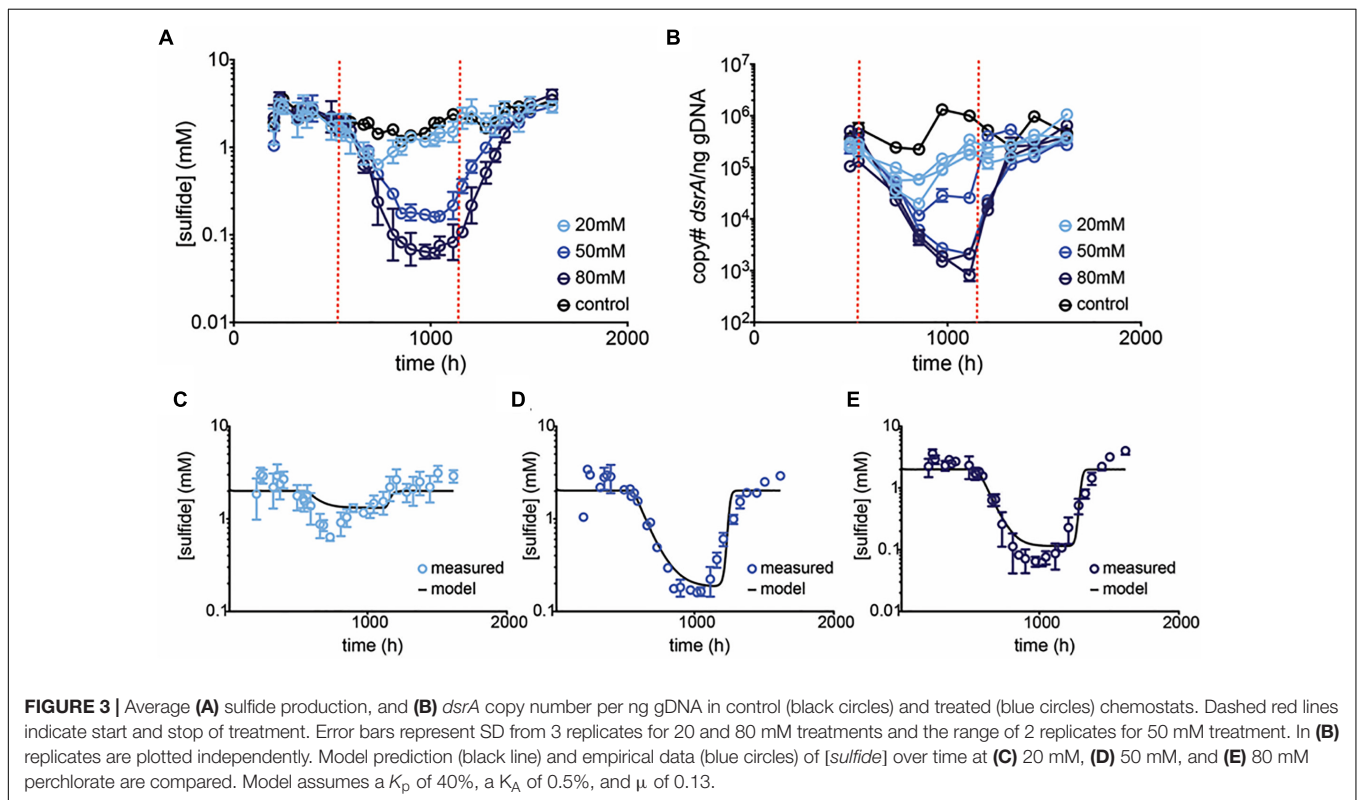 A
B
10
1
0.1
0.01
[sulfide] (mM)
0
1000
2000
time (h)
20mM
50mM
80mM
control
10⁷
10⁶
10⁵
10⁴
10³
10²
copy# dsrA/ng gDNA
0
1000
2000
time (h)
20mM
50mM
80mM
control
C
D
E
10
1
0.1
[sulfide] (mM)
measured
model
1000
2000
time (h)
10
1
0.1
[sulfide] (mM)
measured
model
1000
2000
time (h)
10
1
0.1
0.01
[sulfide] (mM)
measured
model
1000
2000
time (h)
FIGURE 3 | Average (A) sulfide production, and (B) dsrA copy number per ng gDNA in control (black circles) and treated (blue circles) chemostats. Dashed red lines
indicate start and stop of treatment. Error bars represent SD from 3 replicates for 20 and 80 mM treatments and the range of 2 replicates for 50 mM treatment. In (B)
replicates are plotted independently. Model prediction (black line) and empirical data (blue circles) of [sulfide] over time at (C) 20 mM, (D) 50 mM, and (E) 80 mM
perchlorate are compared. Model assumes a Kp of 40%, a KA of 0.5%, and μ of 0.13.